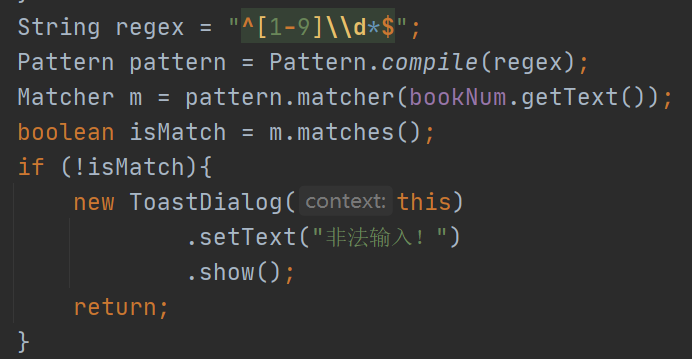 String regex = "^[1-9]\\d*$";
Pattern pattern = Pattern.compile(regex);
Matcher m = pattern.matcher(bookNum.getText());
boolean isMatch = m.matches();
if (!isMatch){
new ToastDialog( context: this)
.setText("非法输入！")
.show();
return;
}